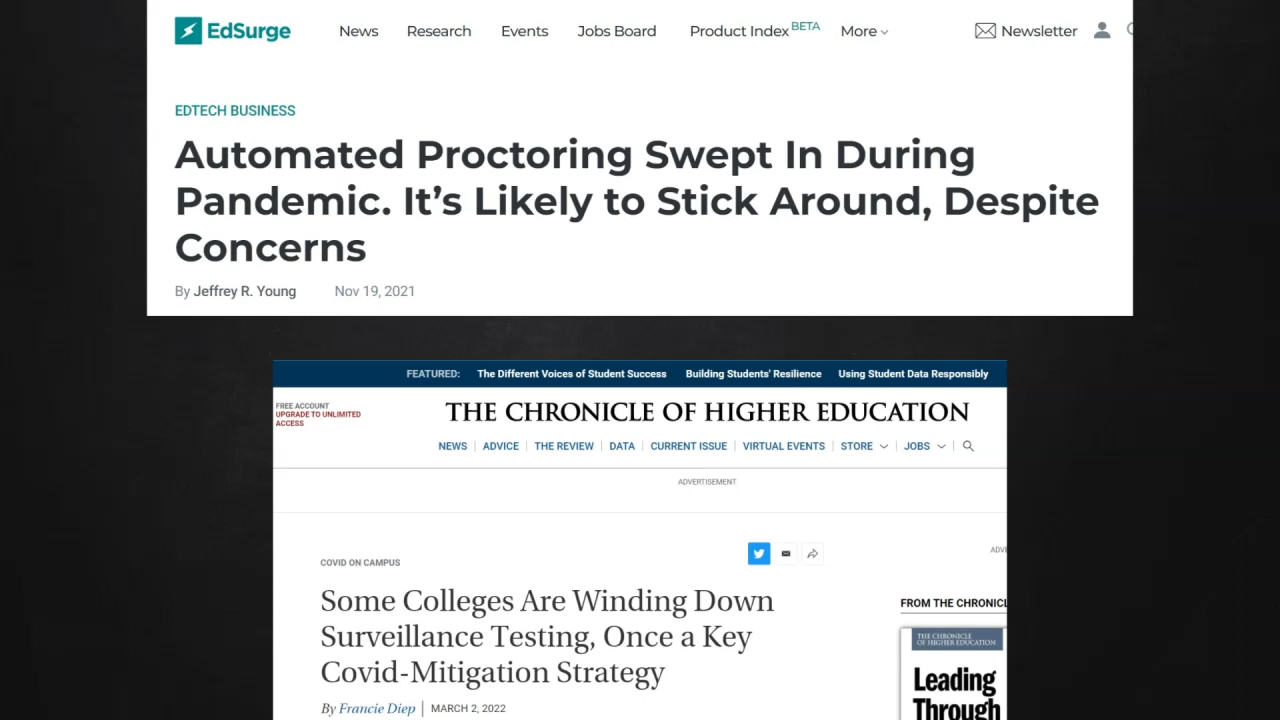 EdSurge News Research Events Jobs Board Product Index BETA More Newsletter
EDTECH BUSINESS
Automated Proctoring Swept In During
Pandemic. It's Likely to Stick Around, Despite
Concerns
By Jeffrey R. Young Nov 19, 2021
FEATURED: The Different Voices of Student Success Building Students' Resilience Using Student Data Responsibly
FREE ACCOUNT
UPGRADE TO UNLIMITED
ACCESS
THE CHRONICLE OF HIGHER EDUCATION
NEWS ADVICE THE REVIEW DATA CURRENT ISSUE VIRTUAL EVENTS STORE JOBS
ADVERTISEMENT
COVID ON CAMPUS
ADVE
Some Colleges Are Winding Down
Surveillance Testing, Once a Key
Covid-Mitigation Strategy
By Francie Diep MARCH 2, 2022
FROM THE CHRONICL
THE CHRONICLE
OF HIGHER EDUCATION
Leading
Through